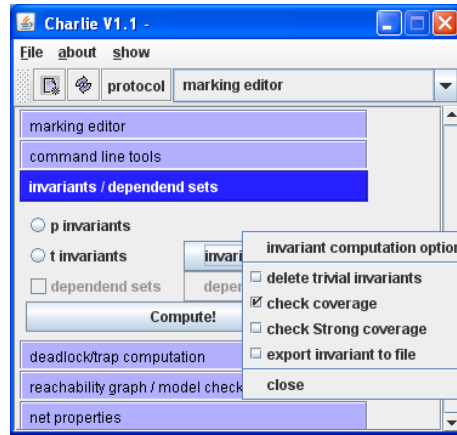 Charlie V1.1 -
File about show
protocol marking editor
marking editor
command line tools
invariants / dependend sets
p invariants
t invariants invari
dependend sets deper
Compute!
deadlock/trap computation
reachability graph / model check
net properties
invariant computation option
delete trivial invariants
check coverage
check Strong coverage
export invariant to file
close